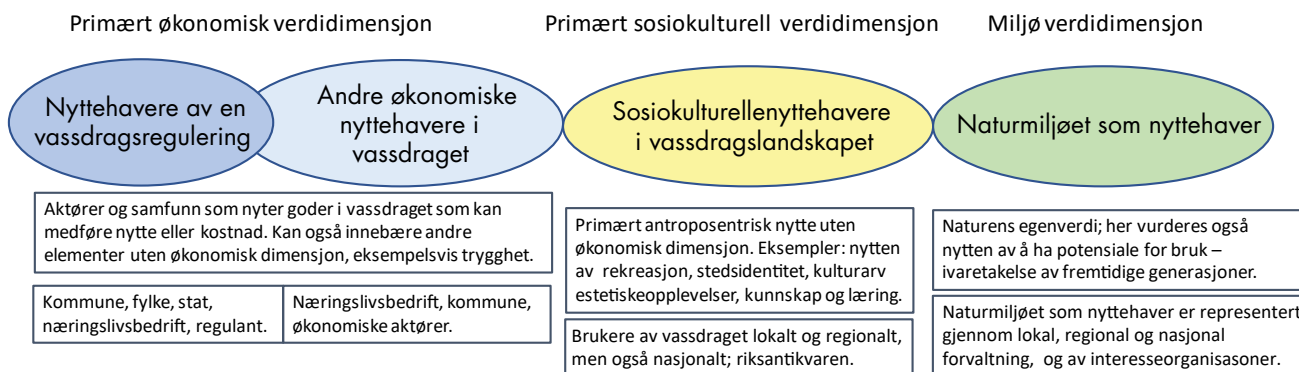 Primært økonomisk verdidimensjon
Primært sosiokulturell verdidimensjon
Miljø verdidimensjon
Nyttehavere av en
vassdragsregulering
Andre økonomiske
nyttehavere i
vassdraget
Sosiokulturellenyttehavere
i vassdragslandskapet
Naturmiljøet som nyttehaver
Aktører og samfunn som nyter goder i vassdraget som kan
medføre nytte eller kostnad. Kan også innebære andre
elementer uten økonomisk dimensjon, eksempelsvis trygghet.
Kommune, fylke, stat,
næringslivsbedrift, regulant.
Næringslivsbedrift, kommune,
økonomiske aktører.
Primært antroposentrisk nytte uten
økonomisk dimensjon. Eksempler: nytten
av rekreasjon, stedsidentitet, kulturarv
estetiskeopplevelser, kunnskap og læring.
Brukere av vassdraget lokalt og regionalt,
men også nasjonalt; riksantikvaren.
Naturens egenverdi; her vurderes også
nytten av å ha potensiale for bruk –
ivaretakelse av fremtidige generasjoner.
Naturmiljøet som nyttehaver er representert
gjennom lokal, regional og nasjonal
forvaltning, og av interesseorganisasoner.